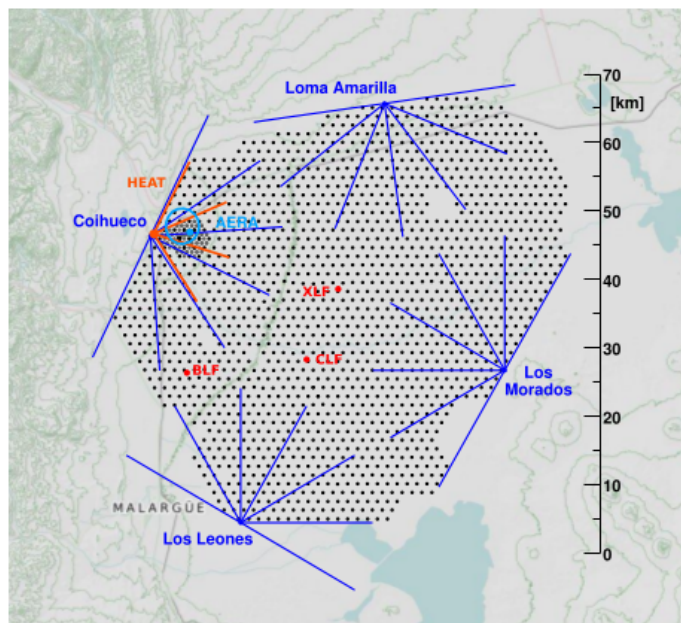 70
[km]
Loma Amarilla
60
HEAT
50
Coihueco
AERA
40
XLF
30
BLF
CLF
Los
Morados
20
10
MALARGÜE
Los Leones
0